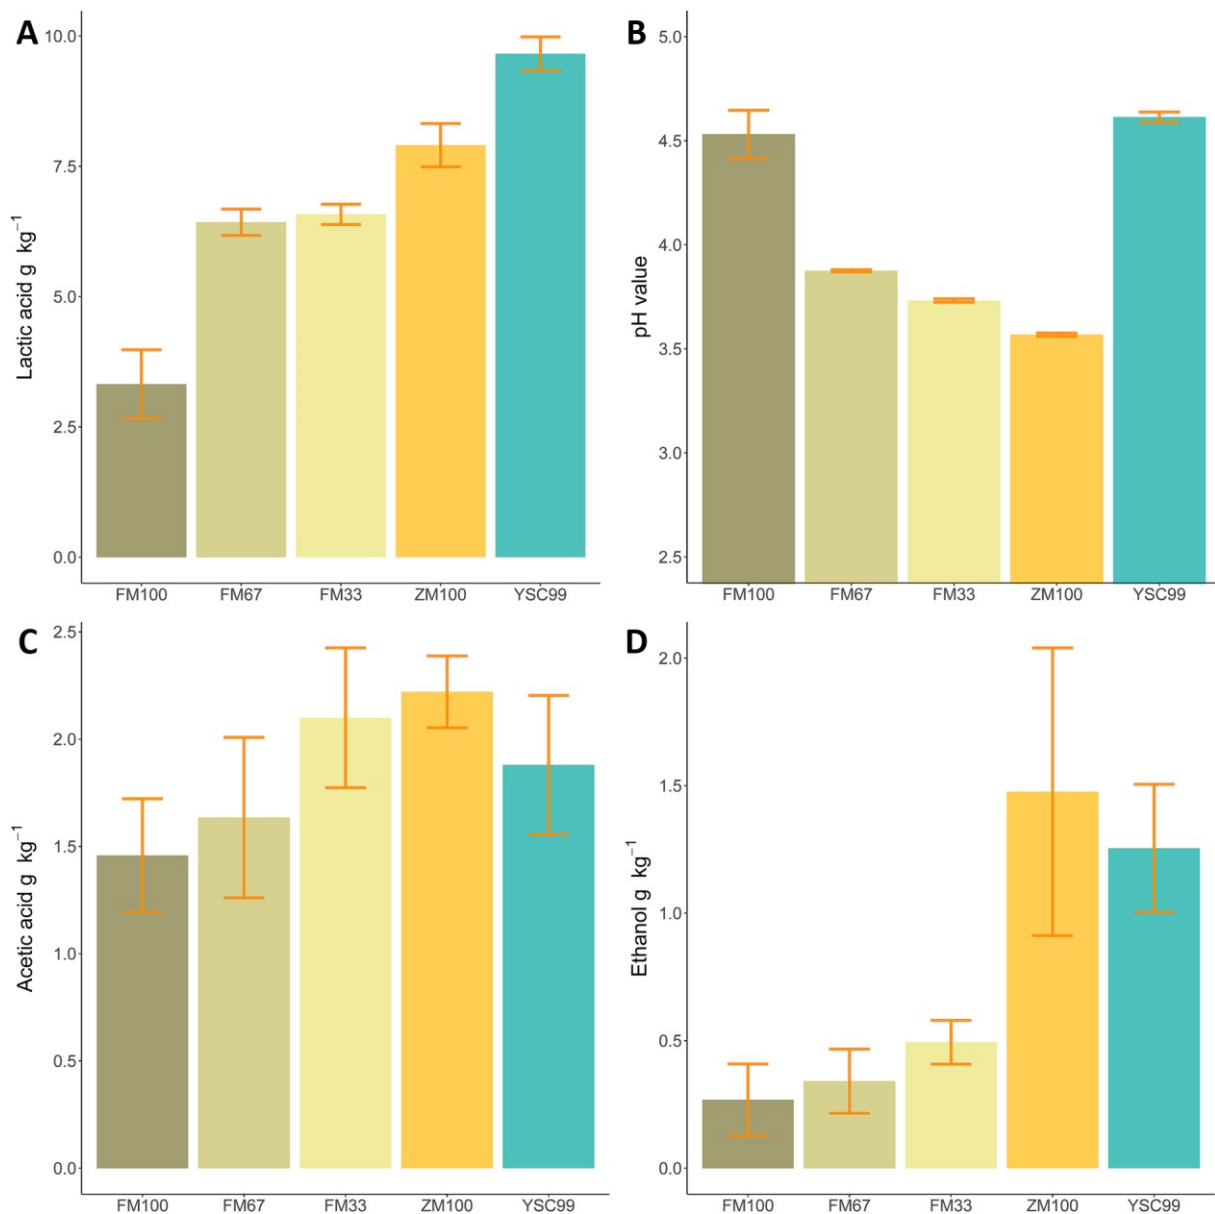 A
Lactic acid g kg⁻¹
10.0
7.5
5.0
2.5
0.0
FM100 FM67 FM33 ZM100 YSC99
B
pH value
5.0
4.5
4.0
3.5
3.0
2.5
FM100 FM67 FM33 ZM100 YSC99
C
Acetic acid g kg⁻¹
2.5
2.0
1.5
1.0
0.5
0.0
FM100 FM67 FM33 ZM100 YSC99
D
Ethanol g kg⁻¹
2.0
1.5
1.0
0.5
0.0
FM100 FM67 FM33 ZM100 YSC99